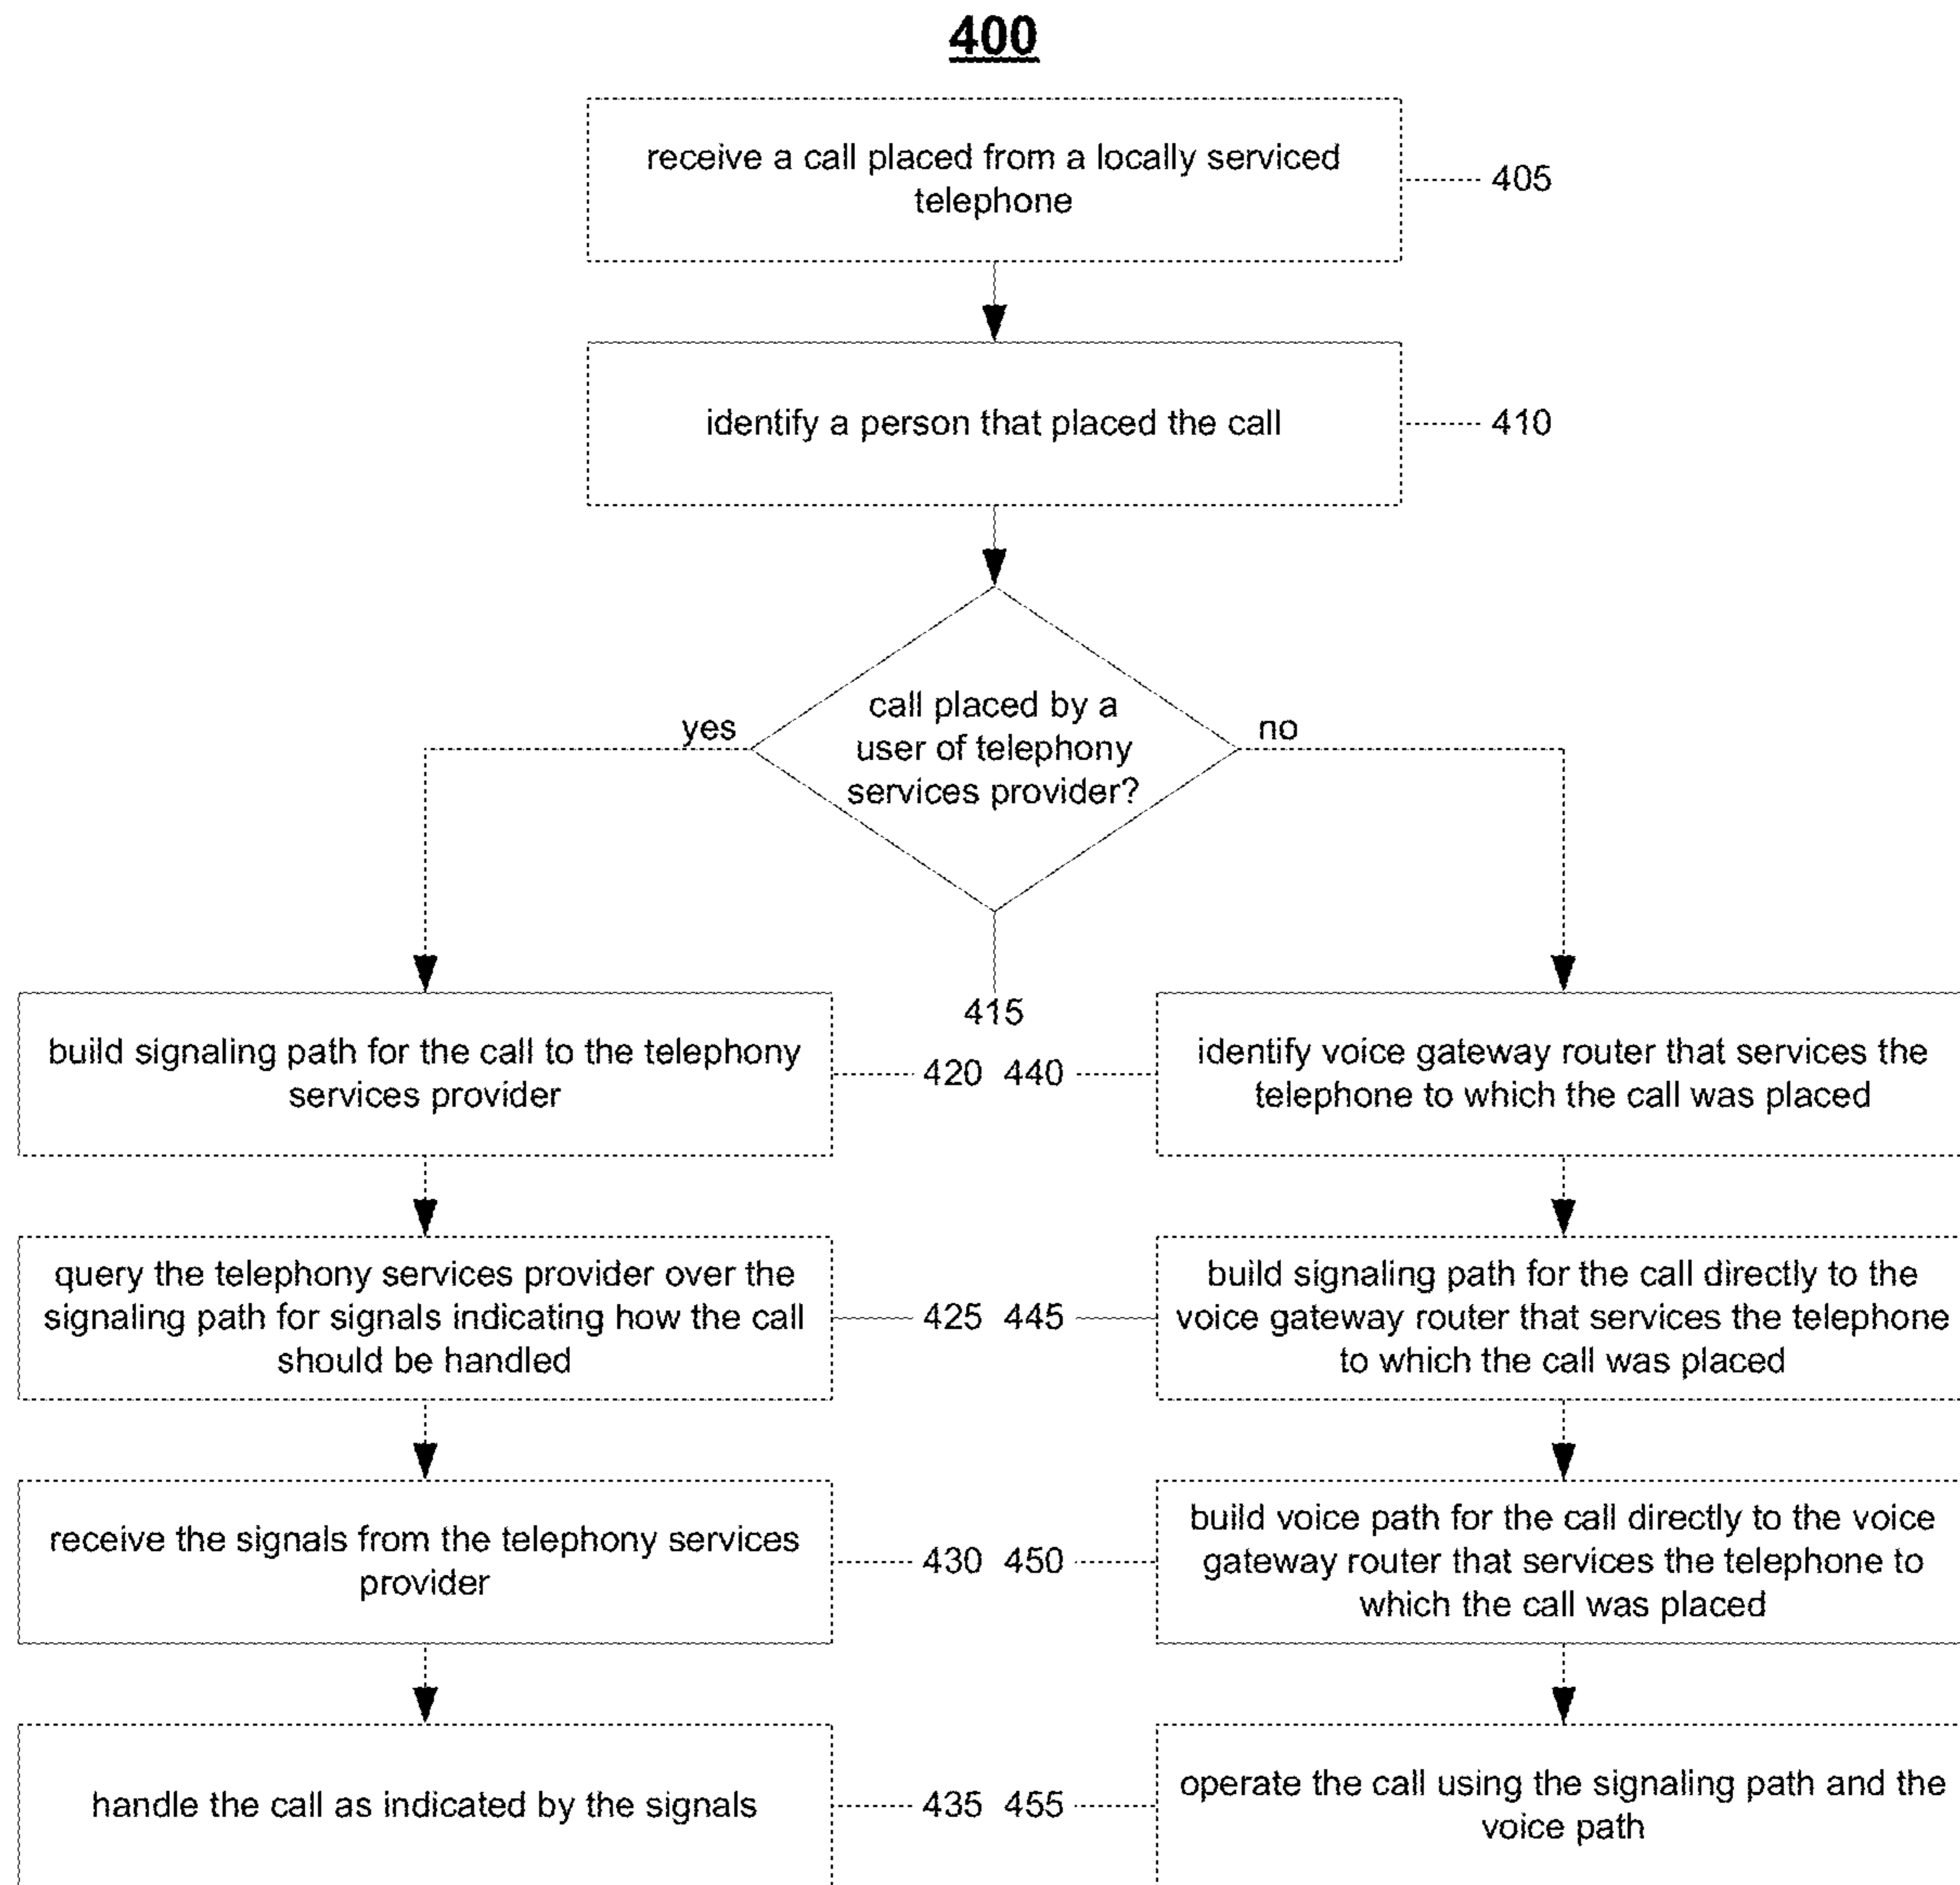 400
receive a call placed from a locally serviced
telephone
405
identify a person that placed the call
410
call placed by a
user of telephony
services provider?
yes
no
415
build signaling path for the call to the telephony
services provider
420
440
identify voice gateway router that services the
telephone to which the call was placed
query the telephony services provider over the
signaling path for signals indicating how the call
should be handled
425
445
build signaling path for the call directly to the
voice gateway router that services the telephone
to which the call was placed
receive the signals from the telephony services
provider
430
450
build voice path for the call directly to the voice
gateway router that services the telephone to
which the call was placed
handle the call as indicated by the signals
435
455
operate the call using the signaling path and the
voice path